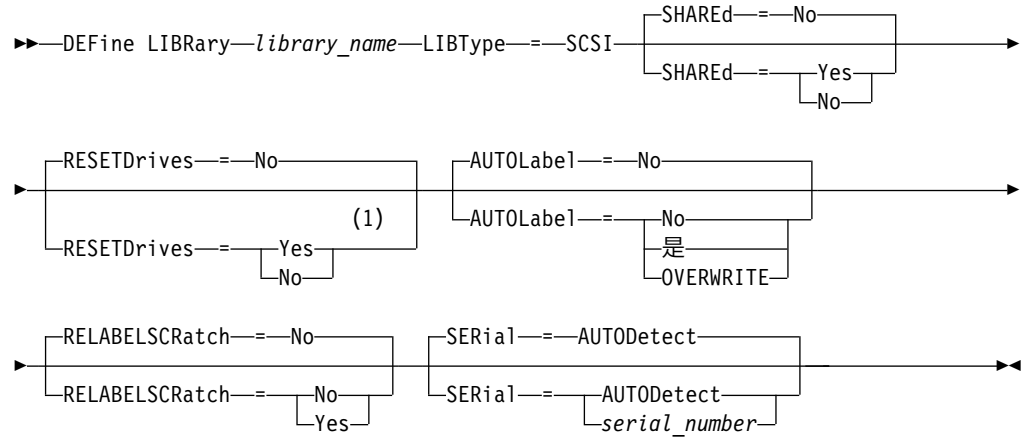 SHAREd = No
DEFine LIBRary library_name LIBType = SCSI
SHAREd = Yes
No
RESETDrives = No AUTOLabel = No
(1)
RESETDrives = Yes
No
AUTOLabel = No
是
OVERWRITE
RELABELSCRatch = No SERial = AUTODetect
RELABELSCRatch = No
Yes
SERial = AUTODetect
serial_number